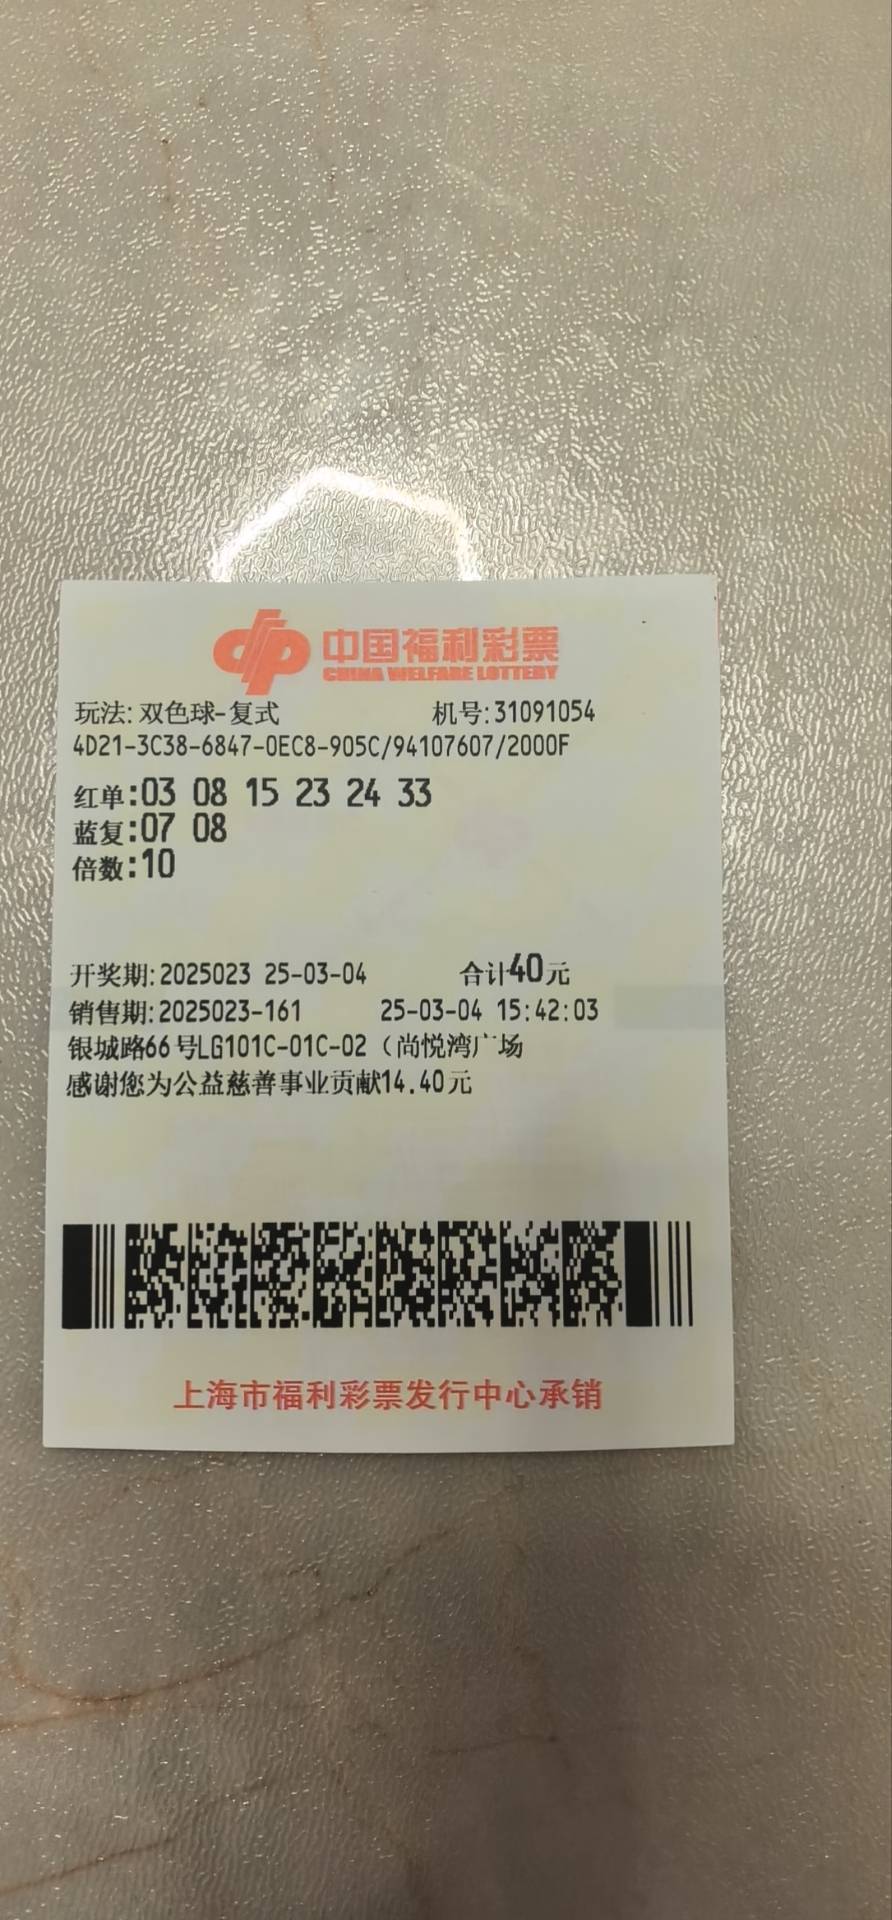 中国福利彩票
CHINA WELFARE LOTTERY
玩法:双色球-复式 机号:31091054
4D21-3C38-6847-0EC8-905C/94107607/2000F
红单:03 08 15 23 24 33
蓝复:07 08
倍数:10
开奖期:2025023 25-03-04 合计40元
销售期:2025023-161 25-03-04 15:42:03
银城路66号LG101C-01C-02（尚悦湾广场
感谢您为公益慈善事业贡献14.40元
上海市福利彩票发行中心承销